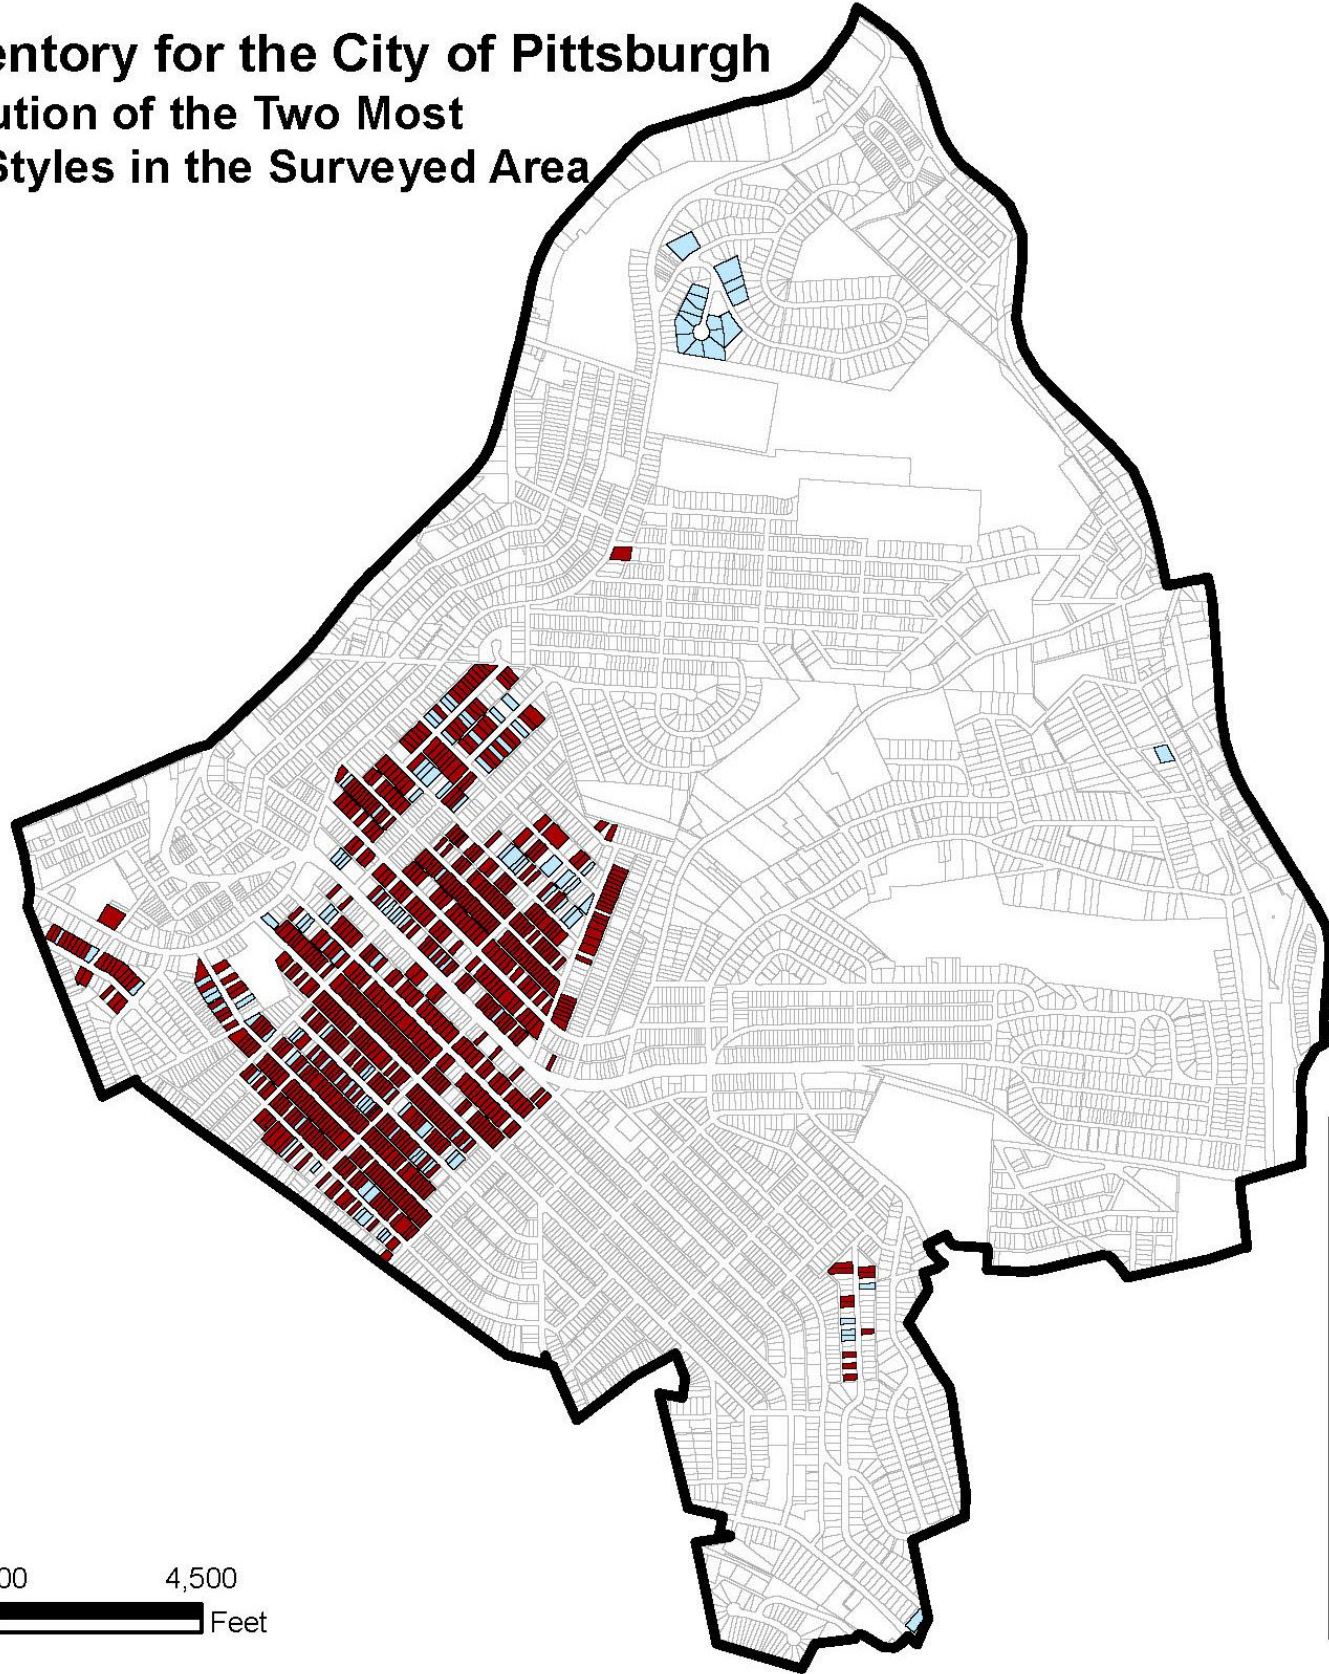 entory for the City of Pittsburgh
ution of the Two Most
Styles in the Surveyed Area
00 4,500
Feet